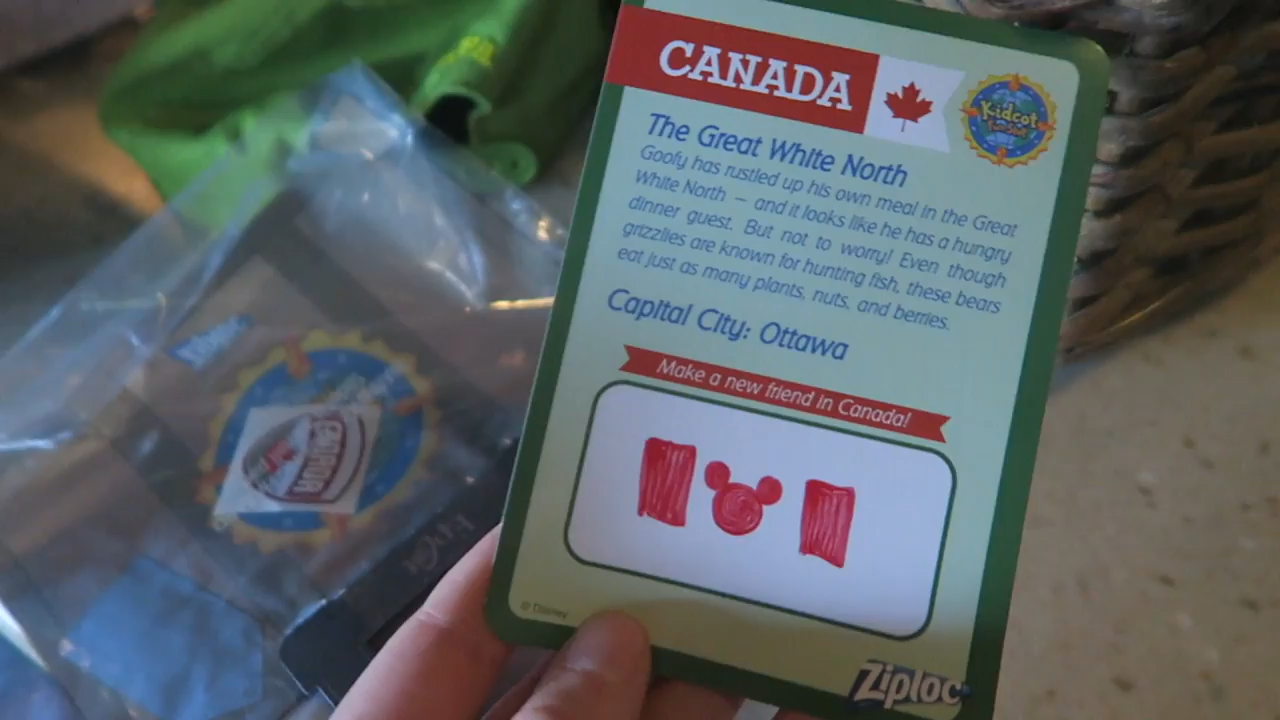 CANADA
Kidcot
The Great White North
Goofy has rustled up his own meal in the Great
White North – and it looks like he has a hungry
dinner guest. But not to worry! Even though
grizzlies are known for hunting fish, these bears
eat just as many plants, nuts, and berries.
Capital City: Ottawa
Make a new friend in Canada!
© Disney
Ziploc
CANADA